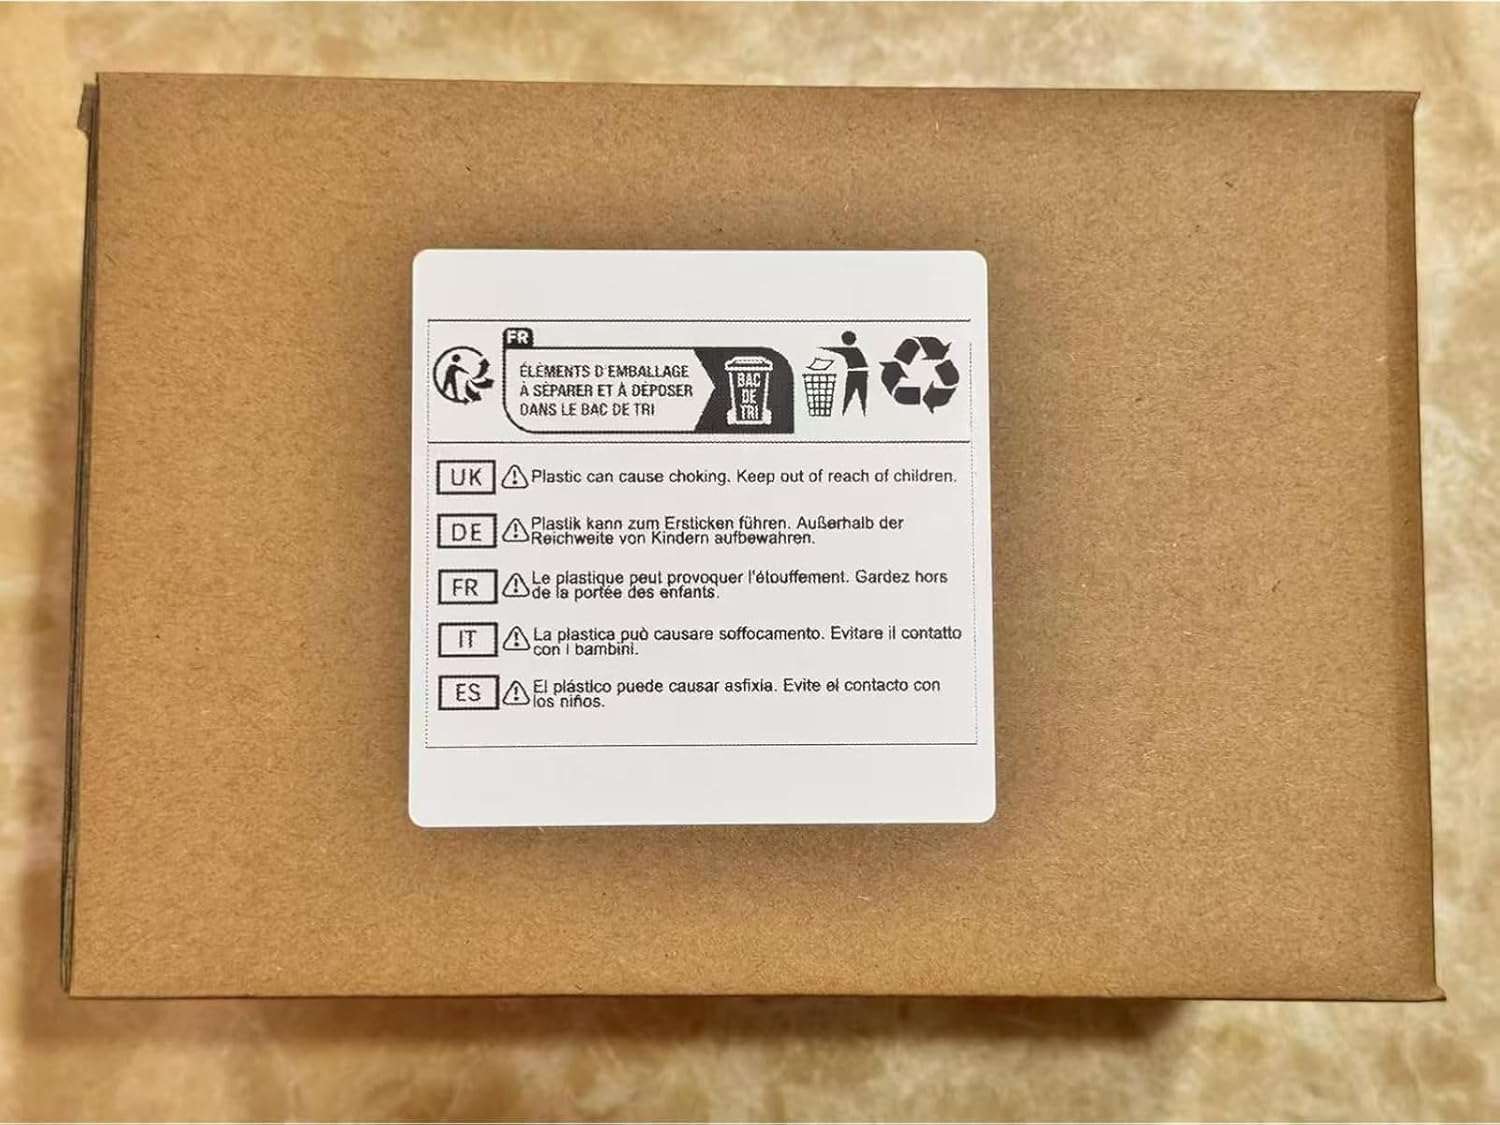 FR
ÉLÉMENTS D'EMBALLAGE
À SÉPARER ET À DÉPOSER
DANS LE BAC DE TRI
BAC
DE
TRI
UK
Plastic can cause choking. Keep out of reach of children.
DE
Plastik kann zum Ersticken führen. Außerhalb der
Reichweite von Kindern aufbewahren.
FR
Le plastique peut provoquer l'étouffement. Gardez hors
de la portée des enfants.
IT
La plastica può causare soffocamento. Evitare il contatto
con i bambini.
ES
El plástico puede causar asfixia. Evite el contacto con
los niños.